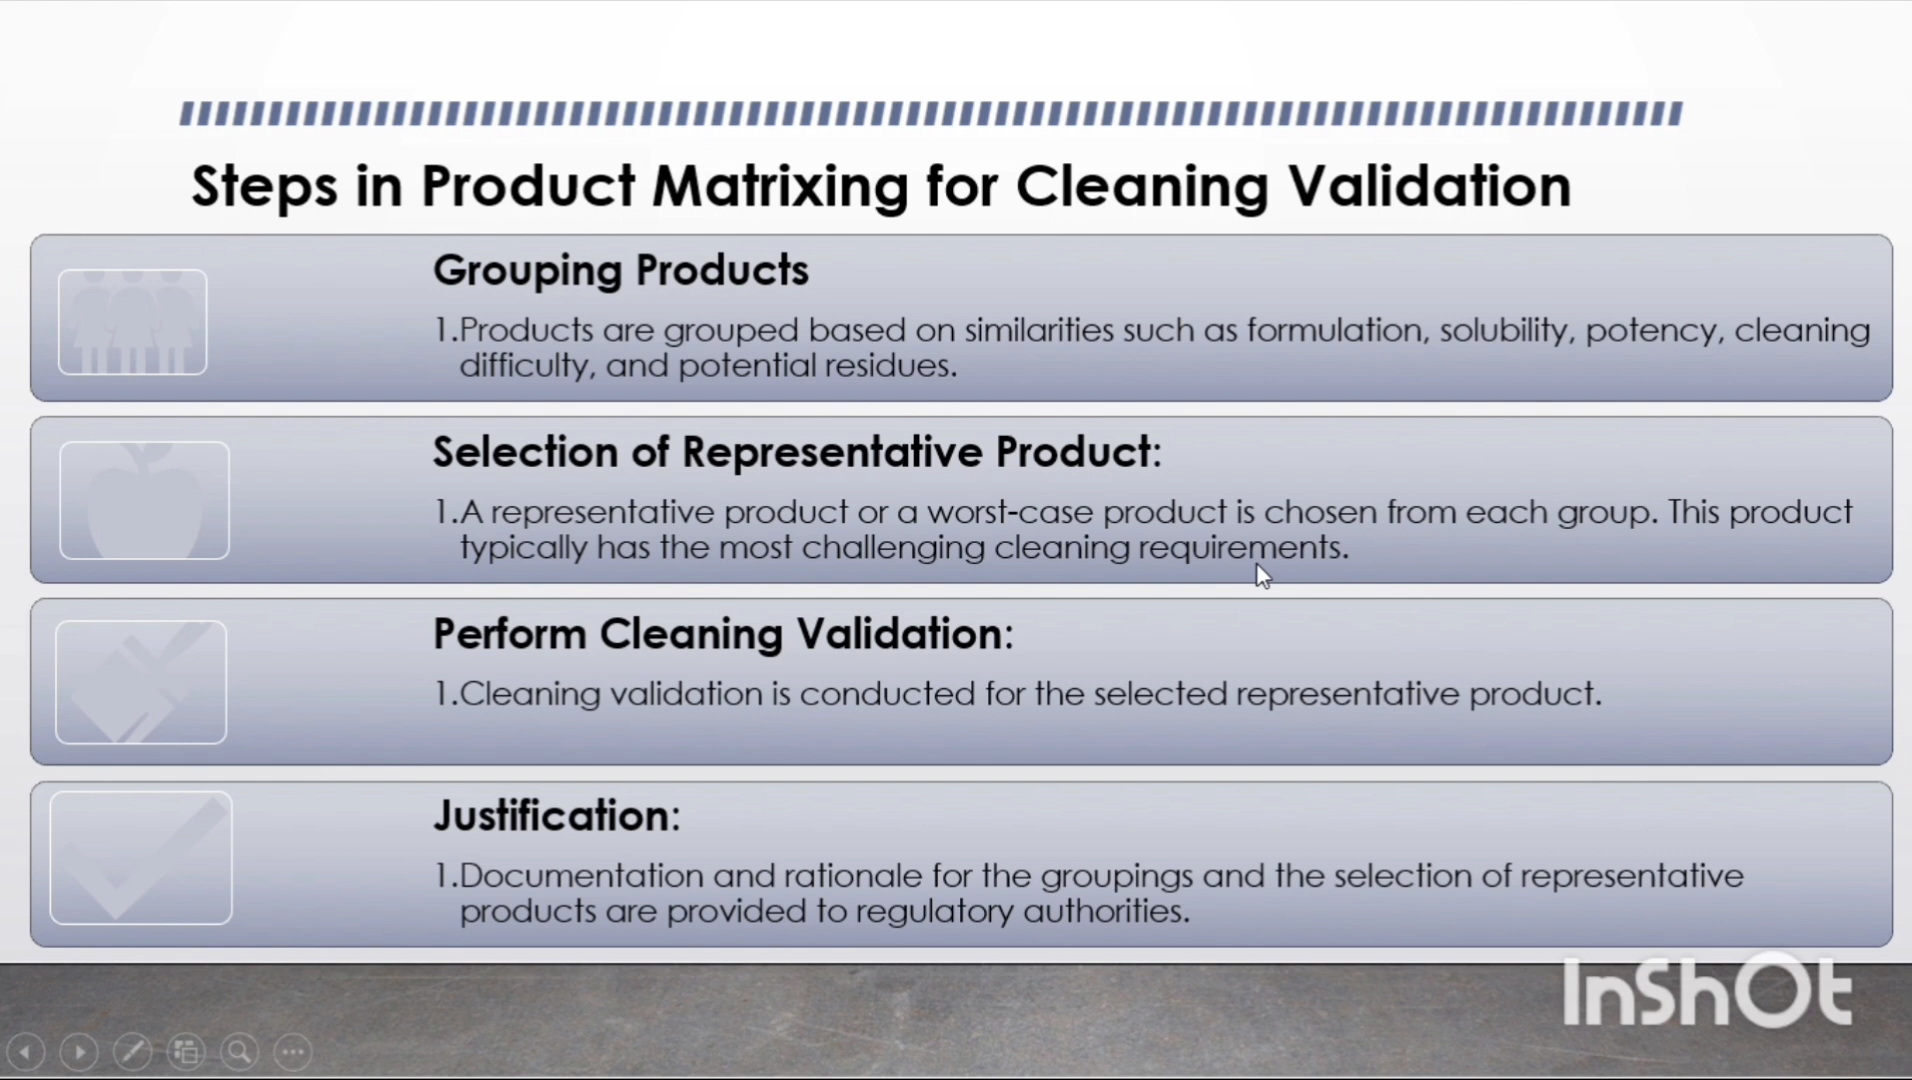 Steps in Product Matrixing for Cleaning Validation
Grouping Products
1.Products are grouped based on similarities such as formulation, solubility, potency, cleaning
difficulty, and potential residues.
Selection of Representative Product:
1.A representative product or a worst-case product is chosen from each group. This product
typically has the most challenging cleaning requirements.
Perform Cleaning Validation:
1.Cleaning validation is conducted for the selected representative product.
Justification:
1.Documentation and rationale for the groupings and the selection of representative
products are provided to regulatory authorities.
InShOt